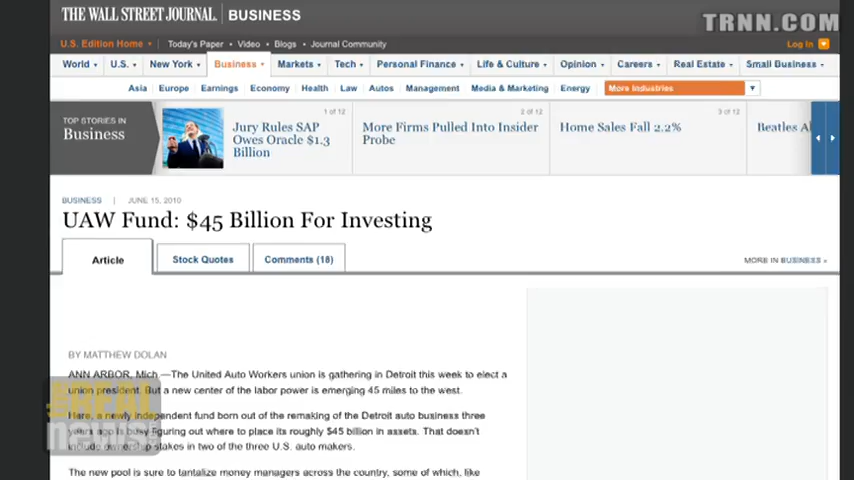 THE WALL STREET JOURNAL. | BUSINESS
TRNN.COM
U.S. Edition Home Today's Paper • Video • Blogs • Journal Community Log In
World U.S. New York Business Markets Tech Personal Finance Life & Culture Opinion Careers Real Estate Small Business
Asia Europe Earnings Economy Health Law Autos Management Media & Marketing Energy More Industries
TOP STORIES IN
Business
1 of 12
Jury Rules SAP
Owes Oracle $1.3
Billion
2 of 12
More Firms Pulled Into Insider
Probe
3 of 12
Home Sales Fall 2.2%
Beatles Al
BUSINESS | JUNE 15, 2010
UAW Fund: $45 Billion For Investing
Article Stock Quotes Comments (18) MORE IN BUSINESS »
BY MATTHEW DOLAN
ANN ARBOR, Mich.—The United Auto Workers union is gathering in Detroit this week to elect a
union president. But a new center of the labor power is emerging 45 miles to the west.
Here, a newly independent fund born out of the remaking of the Detroit auto business three
years ago is busy figuring out where to place its roughly $45 billion in assets. That doesn't
include ownership stakes in two of the three U.S. auto makers.
The new pool is sure to tantalize money managers across the country, some of which, like
the REAL
news.com